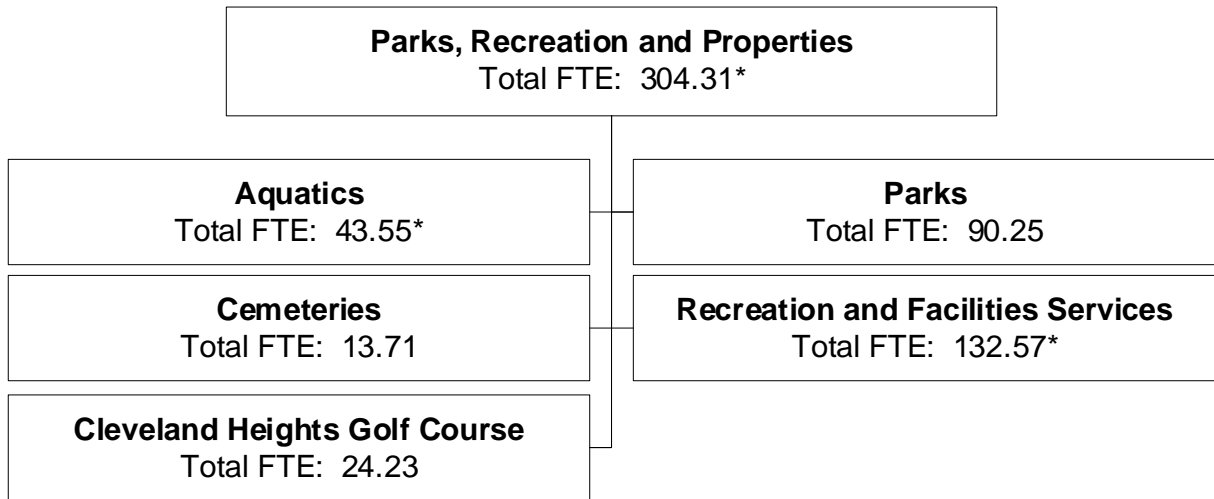 Parks, Recreation and Properties
Total FTE: 304.31*
Aquatics
Total FTE: 43.55*
Parks
Total FTE: 90.25
Cemeteries
Total FTE: 13.71
Recreation and Facilities Services
Total FTE: 132.57*
Cleveland Heights Golf Course
Total FTE: 24.23